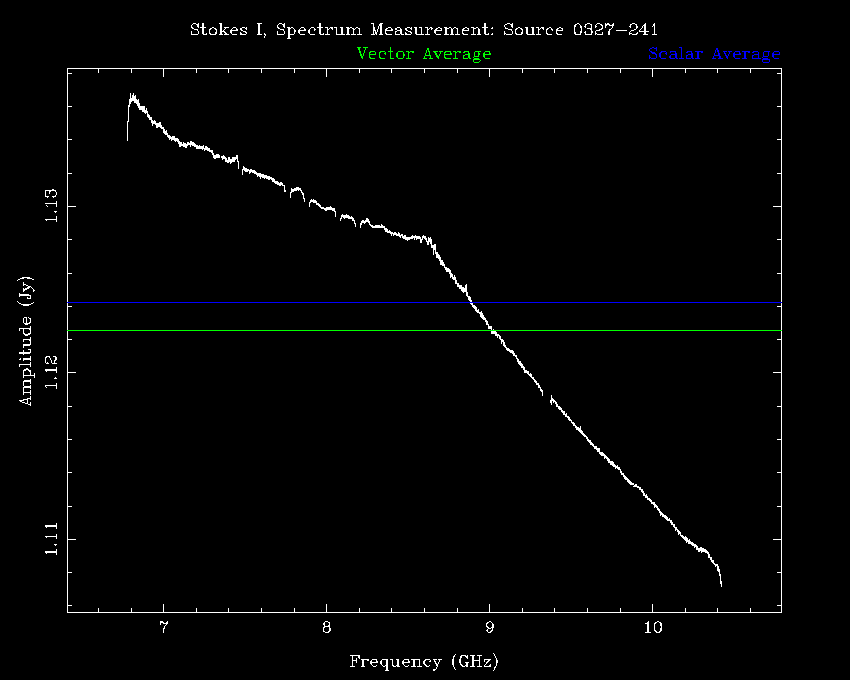 Stokes I, Spectrum Measurement: Source 0327−241
Vector Average Scalar Average
1.13
1.12
1.11
Amplitude (Jy)
7 8 9 10
Frequency (GHz)